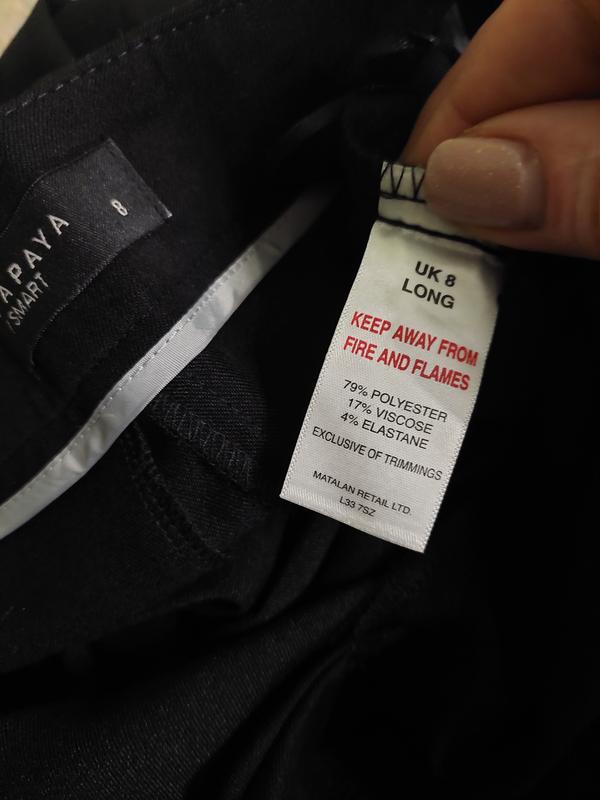 8
APAYA
SMART
UK 8
LONG
KEEP AWAY FROM
FIRE AND FLAMES
79% POLYESTER
17% VISCOSE
4% ELASTANE
EXCLUSIVE OF TRIMMINGS
MATALAN RETAIL LTD.
L33 7SZ